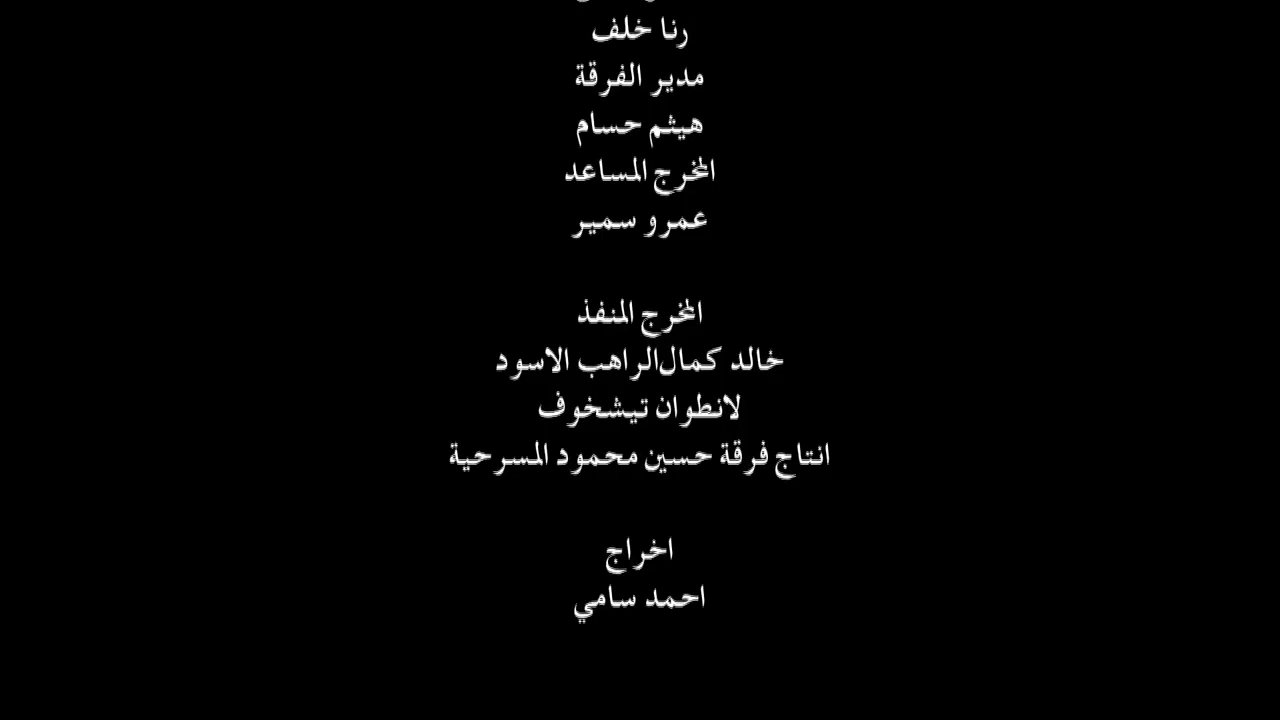 رنا خلف
مدير الفرقة
هيثم حسام
المخرج المساعد
عمرو سمير
المخرج المنفذ
خالد كمالالراهب الاسود
لانطوان تيشخوف
انتاج فرقة حسين محمود المسرحية
اخراج
احمد سامي